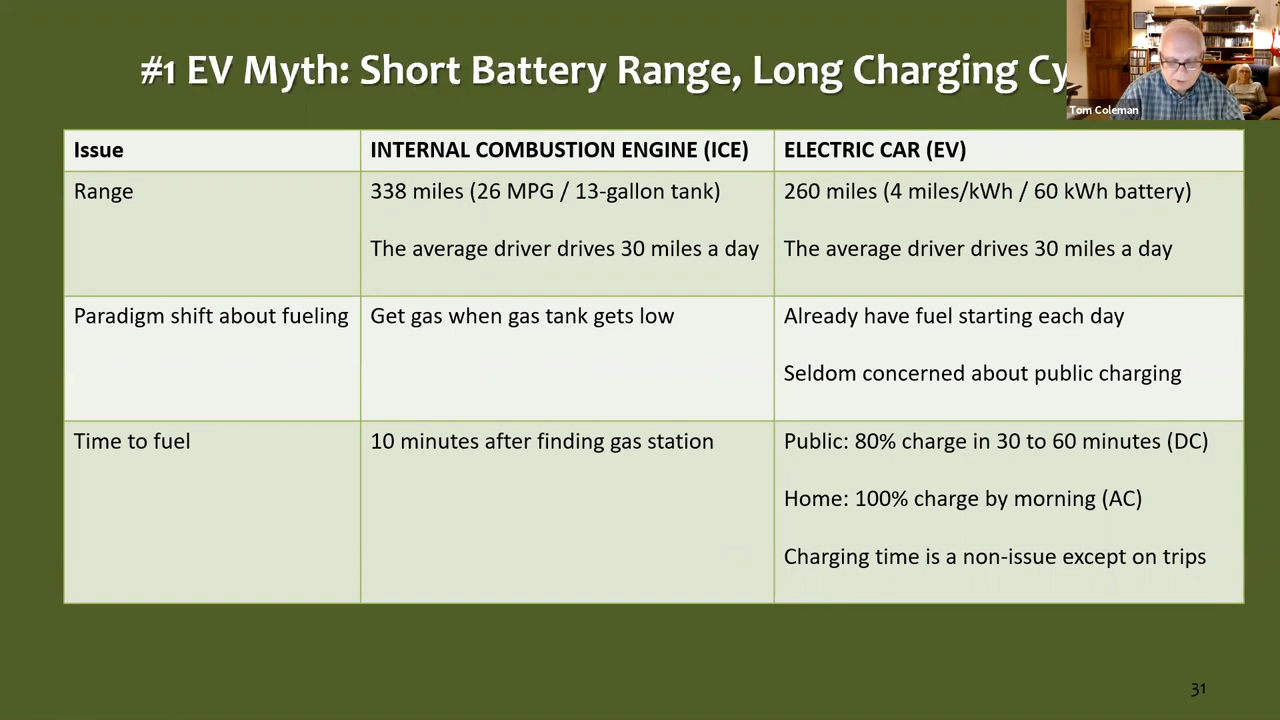 #1 EV Myth: Short Battery Range, Long Charging Cy
Tom Coleman
Issue
INTERNAL COMBUSTION ENGINE (ICE)
ELECTRIC CAR (EV)
Range
338 miles (26 MPG / 13-gallon tank)
260 miles (4 miles/kWh / 60 kWh battery)
The average driver drives 30 miles a day
The average driver drives 30 miles a day
Paradigm shift about fueling
Get gas when gas tank gets low
Already have fuel starting each day
Seldom concerned about public charging
Time to fuel
10 minutes after finding gas station
Public: 80% charge in 30 to 60 minutes (DC)
Home: 100% charge by morning (AC)
Charging time is a non-issue except on trips
31